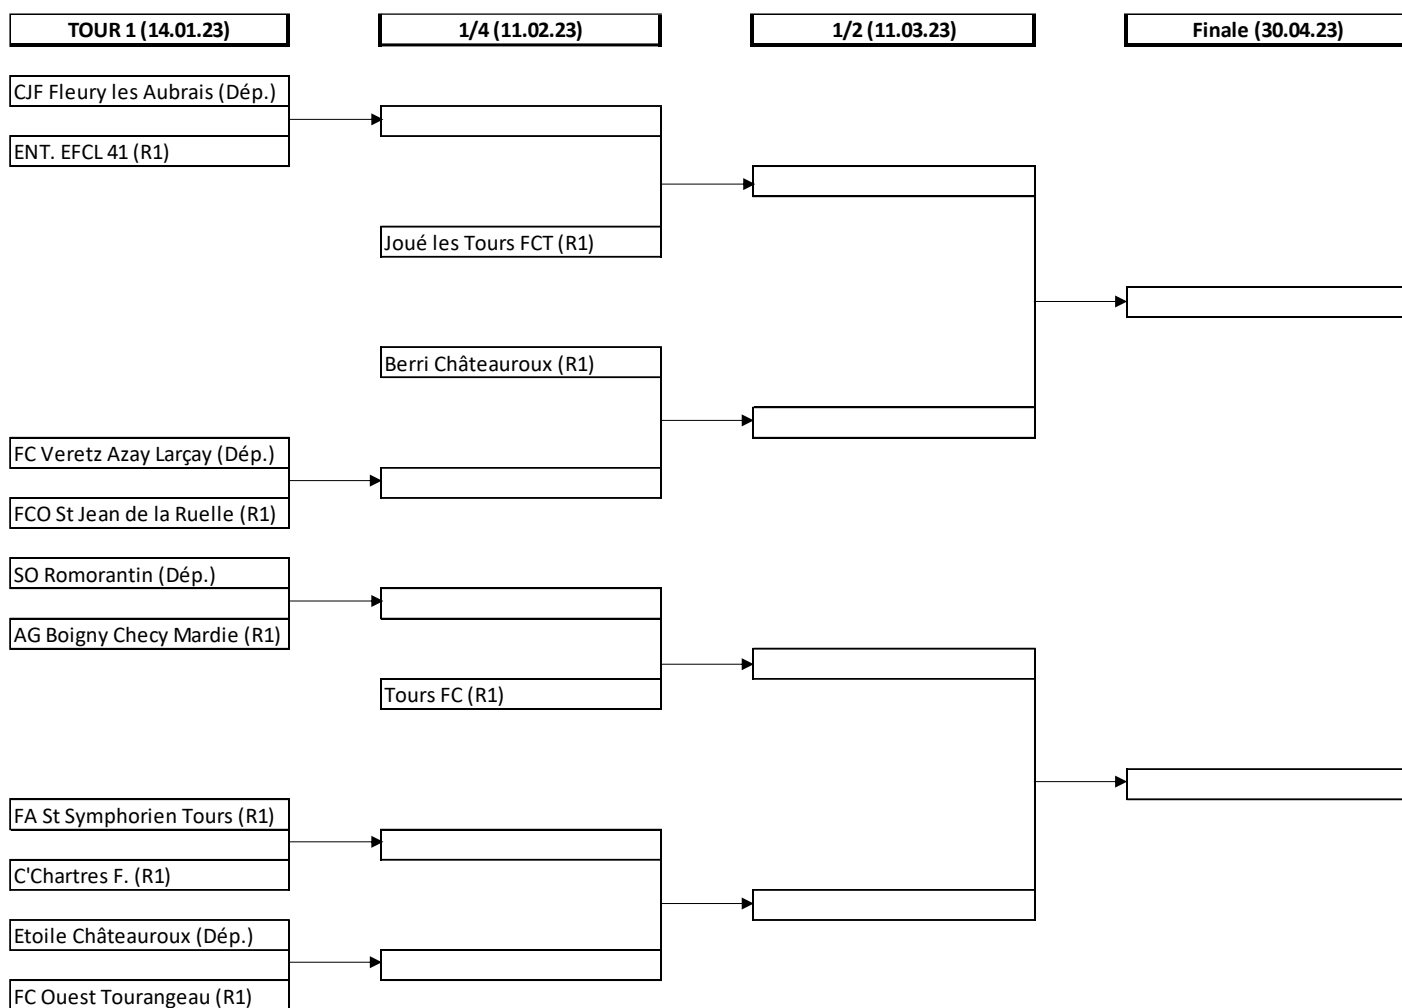 TOUR 1 (14.01.23)
1/4 (11.02.23)
1/2 (11.03.23)
Finale (30.04.23)
CJF Fleury les Aubrais (Dép.)
ENT. EFCL 41 (R1)
Joué les Tours FCT (R1)
Berri Châteauroux (R1)
FC Veretz Azay Larçay (Dép.)
FCO St Jean de la Ruelle (R1)
SO Romorantin (Dép.)
AG Boigny Checy Mardie (R1)
Tours FC (R1)
FA St Symphorien Tours (R1)
C'Chartres F. (R1)
Etoile Châteauroux (Dép.)
FC Ouest Tourangeau (R1)